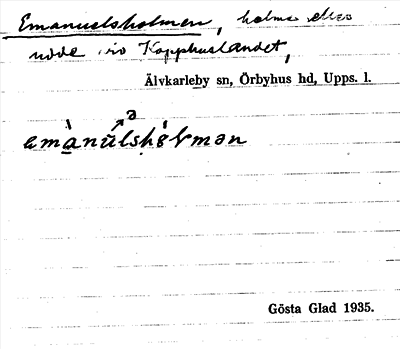 Emanuelsholmen, holme eller
udde vid Kopphuslandet,
Älvkarleby sn, Örbyhus hd, Upps. l.
Gösta Glad 1935.